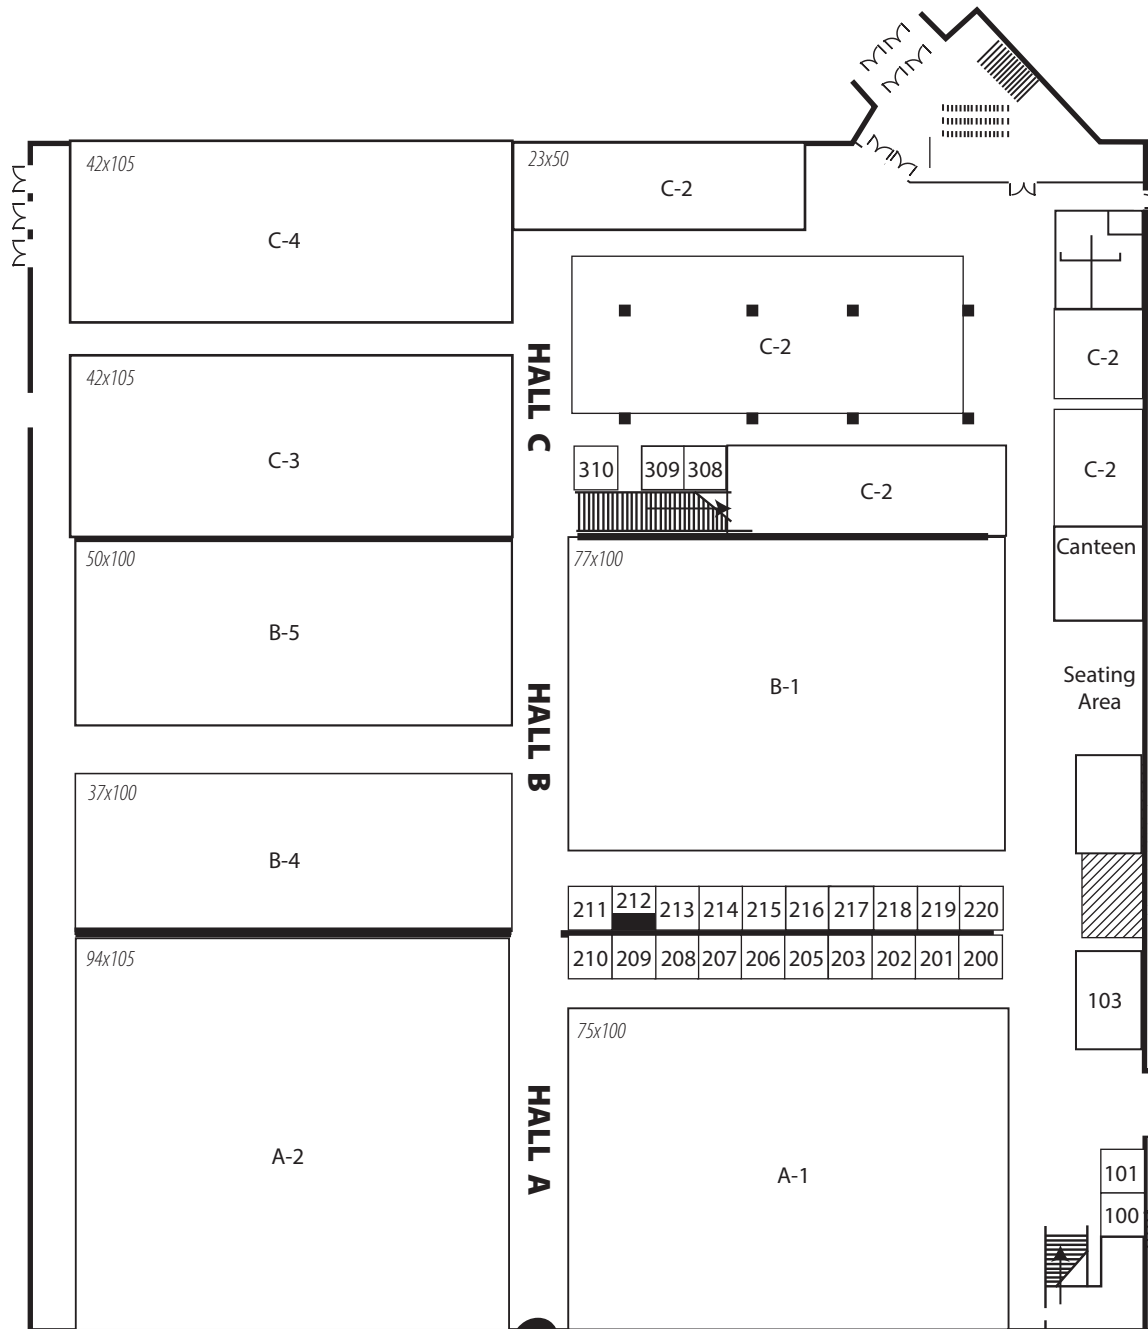 42x105
C-4
23x50
C-2
C-2
C-2
42x105
C-3
HALL C
310
309
308
C-2
C-2
Canteen
50x100
B-5
77x100
B-1
HALL B
Seating
Area
37x100
B-4
211
212
213
214
215
216
217
218
219
220
210
209
208
207
206
205
203
202
201
200
94x105
A-2
75x100
A-1
HALL A
103
101
100